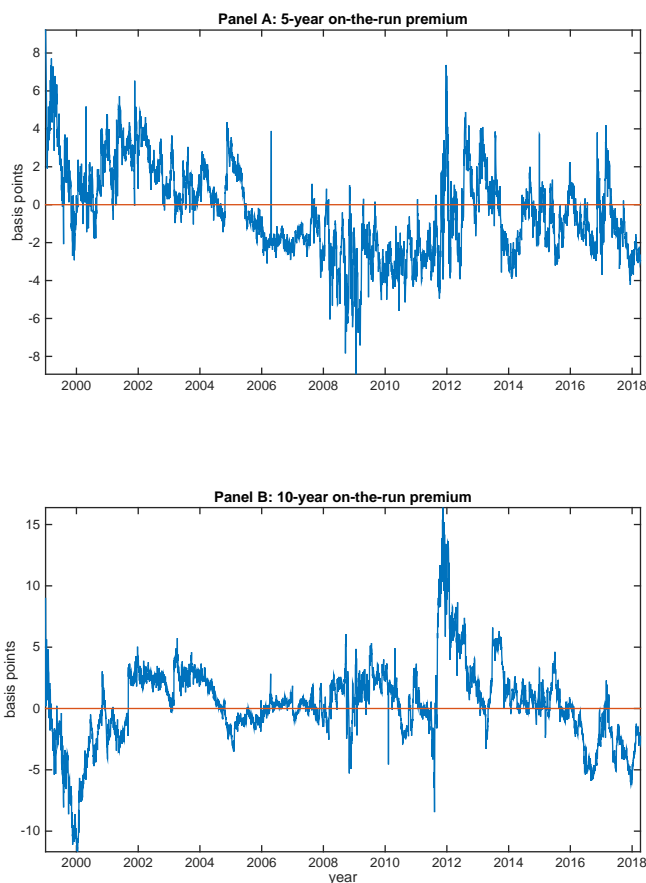 Panel A: 5-year on-the-run premium
8
6
4
2
0
-2
-4
-6
-8
basis points
2000 2002 2004 2006 2008 2010 2012 2014 2016 2018
Panel B: 10-year on-the-run premium
15
10
5
0
-5
-10
basis points
2000 2002 2004 2006 2008 2010 2012 2014 2016 2018
year